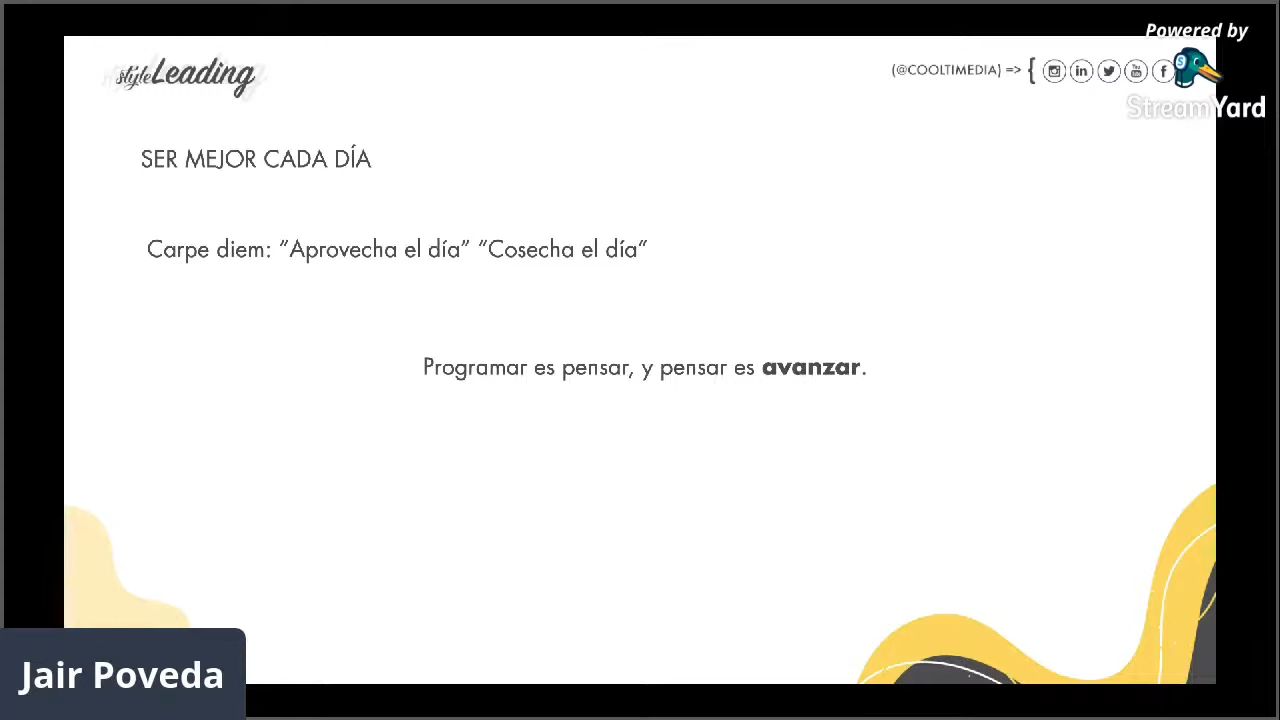 Powered by
styleLeading
(@COOLTIMEDIA) => {
StreamYard
SER MEJOR CADA DÍA
Carpe diem: “Aprovecha el día” “Cosecha el día“
Programar es pensar, y pensar es avanzar.
Jair Poveda